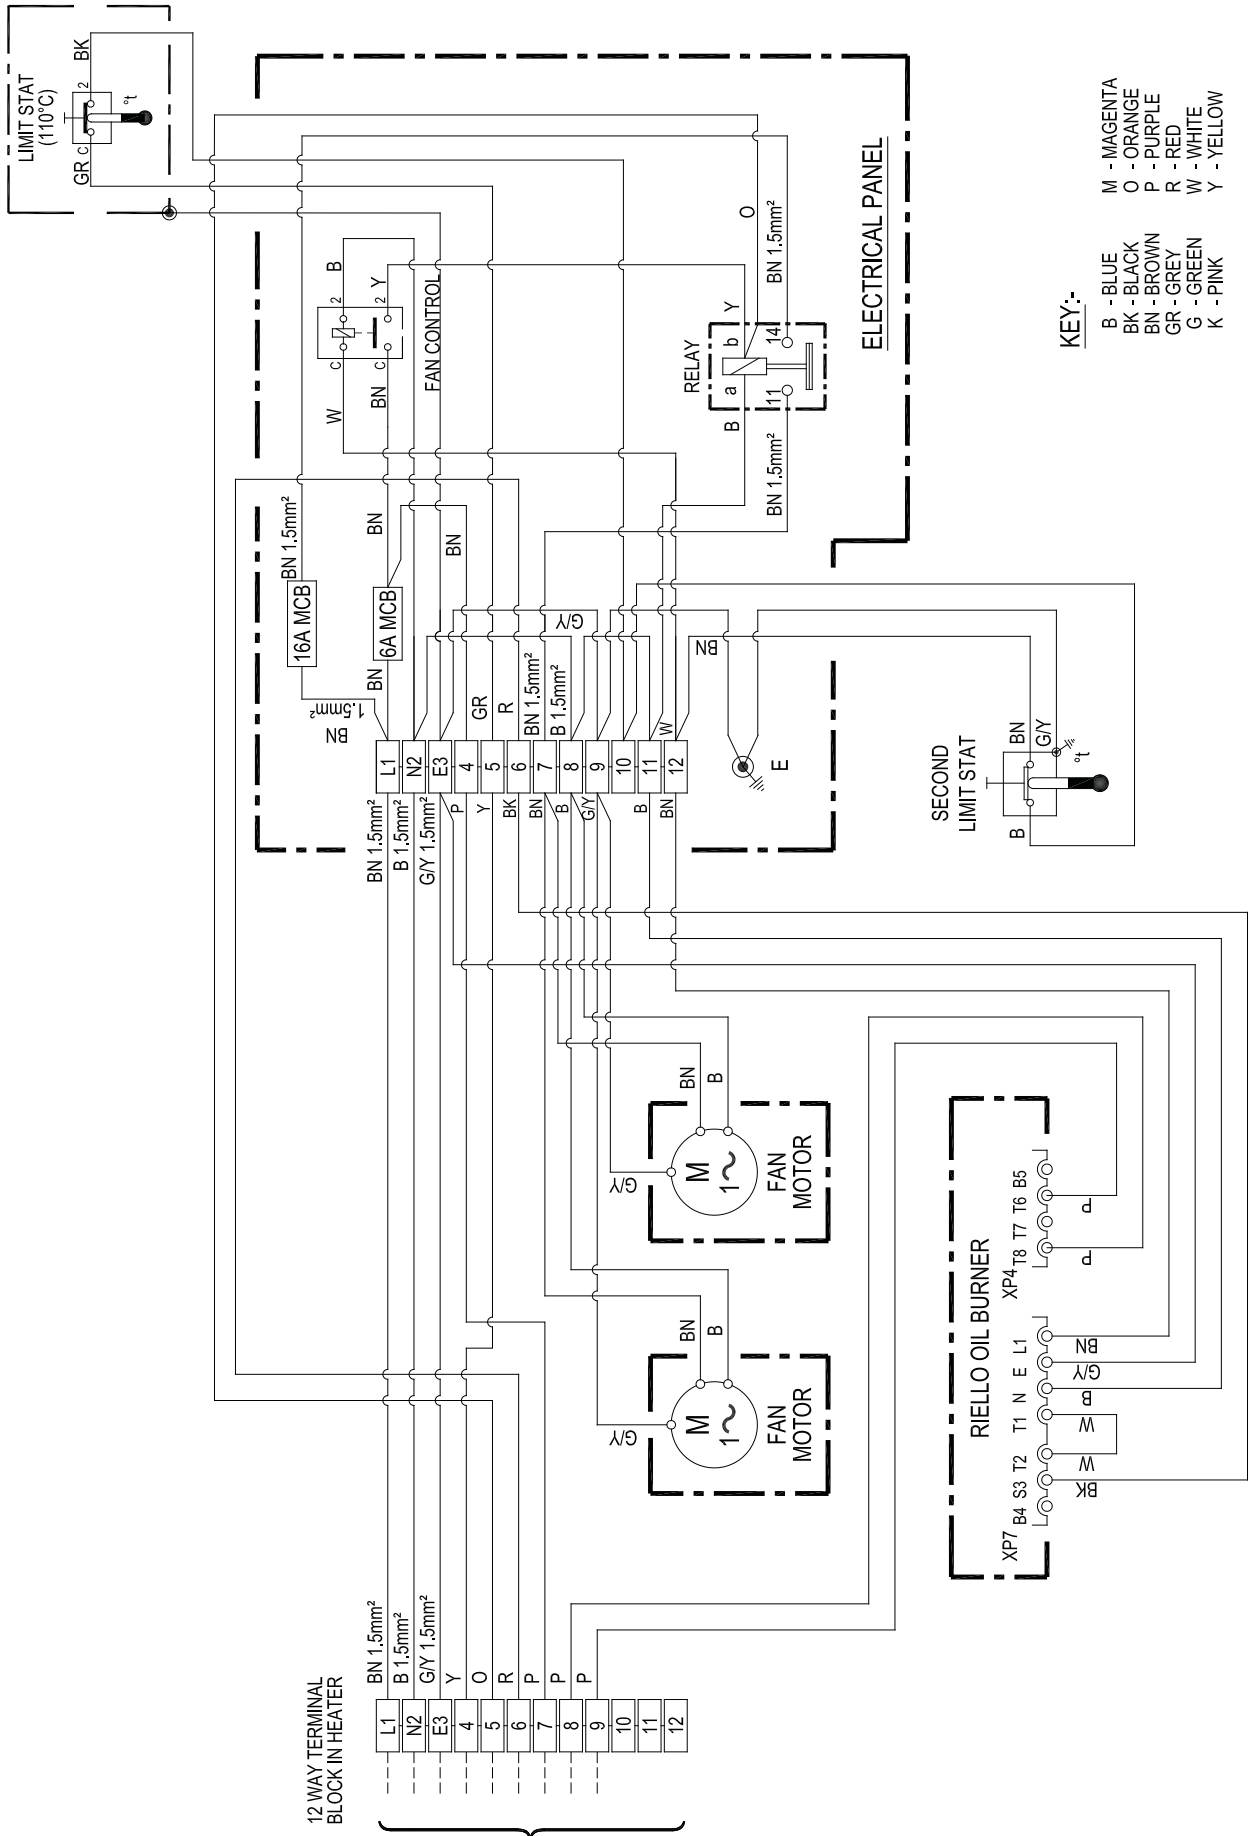 LIMIT STAT
(110°C)
GR
c
2
BK
°t
ELECTRICAL PANEL
FAN CONTROL
W
c
2
B
BN
c
2
Y
RELAY
B
a
b
Y
O
11
14
BN 1.5mm²
BN 1.5mm²
BN 1.5mm²
16A MCB
BN
6A MCB
BN
BN
BN
1.5mm²
GR
R
BN 1.5mm²
B 1.5mm²
G/Y
W
BN
E
L1
N2
E3
4
5
6
7
8
9
10
11
12
BN 1.5mm²
B 1.5mm²
G/Y 1.5mm²
P
Y
BK
BN
B
G/Y
B
BN
SECOND
LIMIT STAT
B
BN
G/Y
°t
KEY:-
B - BLUE
BK - BLACK
BN - BROWN
GR - GREY
G - GREEN
K - PINK
M - MAGENTA
O - ORANGE
P - PURPLE
R - RED
W - WHITE
Y - YELLOW
G/Y
BN
B
M
1
FAN
MOTOR
G/Y
BN
B
M
1
FAN
MOTOR
RIELLO OIL BURNER
XP7
B4 S3 T2 T1 N E L1
BK
W
W
B
G/Y
BN
XP4
T8 T7 T6 B5
P
P
12 WAY TERMINAL
BLOCK IN HEATER
BN 1.5mm²
B 1.5mm²
G/Y 1.5mm²
Y
O
R
P
P
P
L1
N2
E3
4
5
6
7
8
9
10
11
12